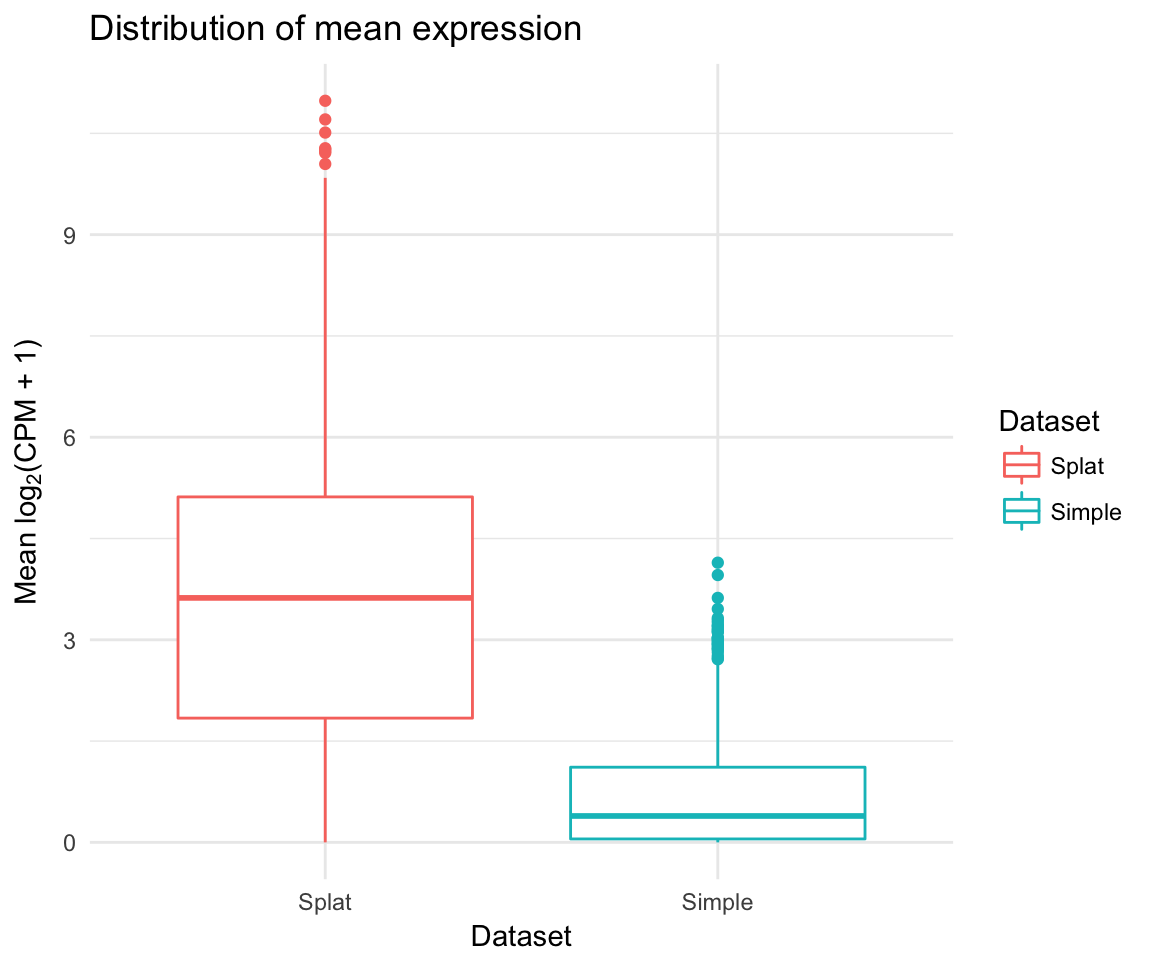 Distribution of mean expression
Mean log₂(CPM + 1)
9
6
3
0
Splat
Simple
Dataset
Dataset
Splat
Simple